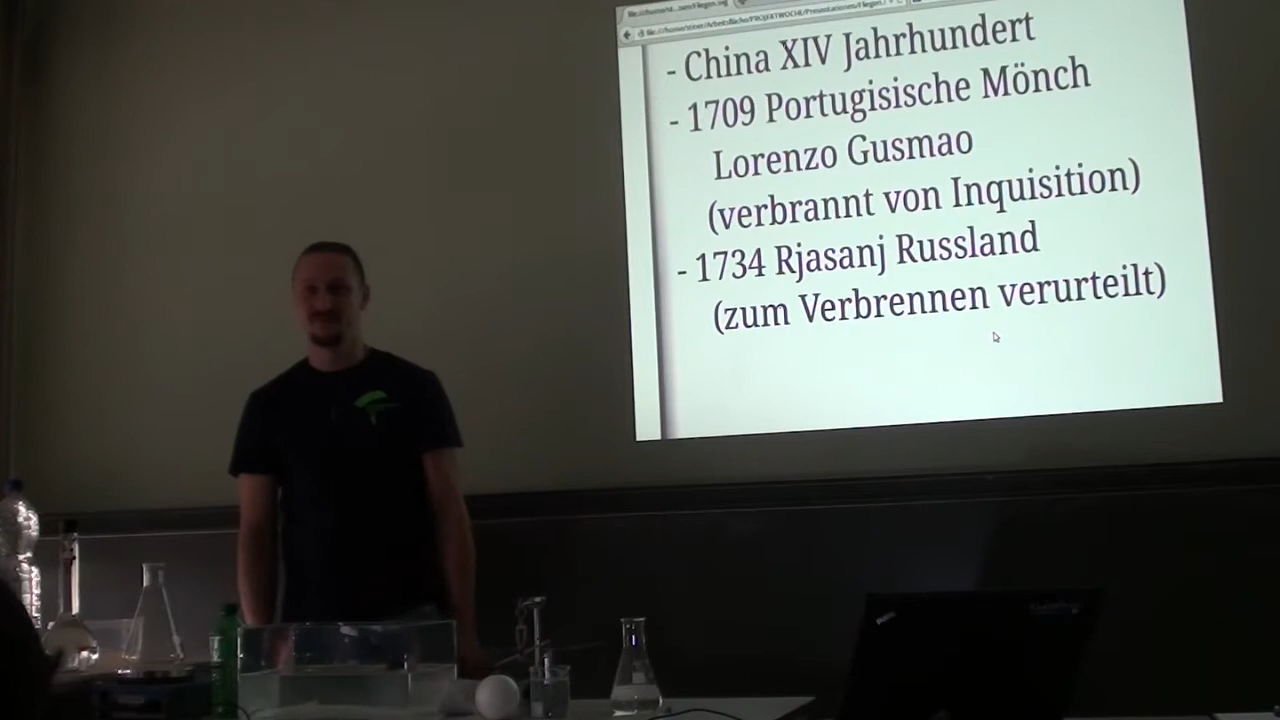 - China XIV Jahrhundert
- 1709 Portugisische Mönch
Lorenzo Gusmao
(verbrannt von Inquisition)
- 1734 Rjasanj Russland
(zum Verbrennen verurteilt)